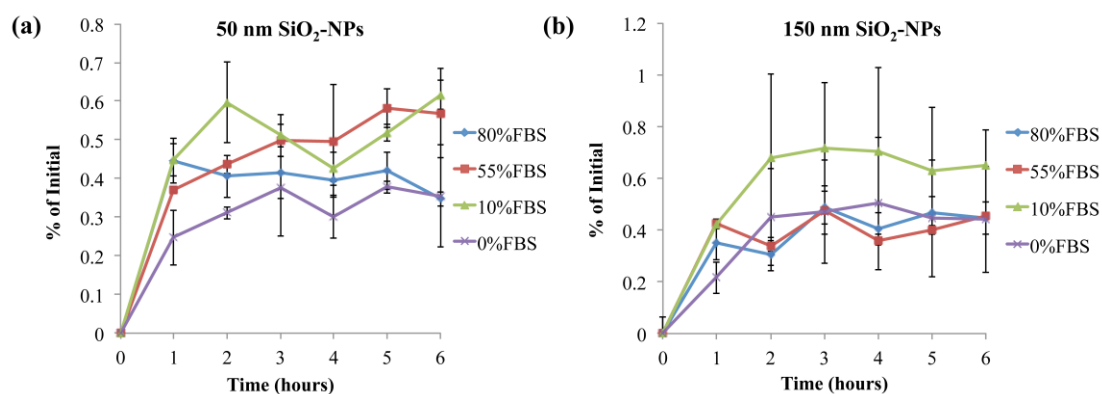 (a)
50 nm SiO₂-NPs
% of Initial
0.8
0.7
0.6
0.5
0.4
0.3
0.2
0.1
0
0 1 2 3 4 5 6
Time (hours)
80%FBS
55%FBS
10%FBS
0%FBS
(b)
150 nm SiO₂-NPs
% of Initial
1.2
1
0.8
0.6
0.4
0.2
0
0 1 2 3 4 5 6
Time (hours)
80%FBS
55%FBS
10%FBS
0%FBS